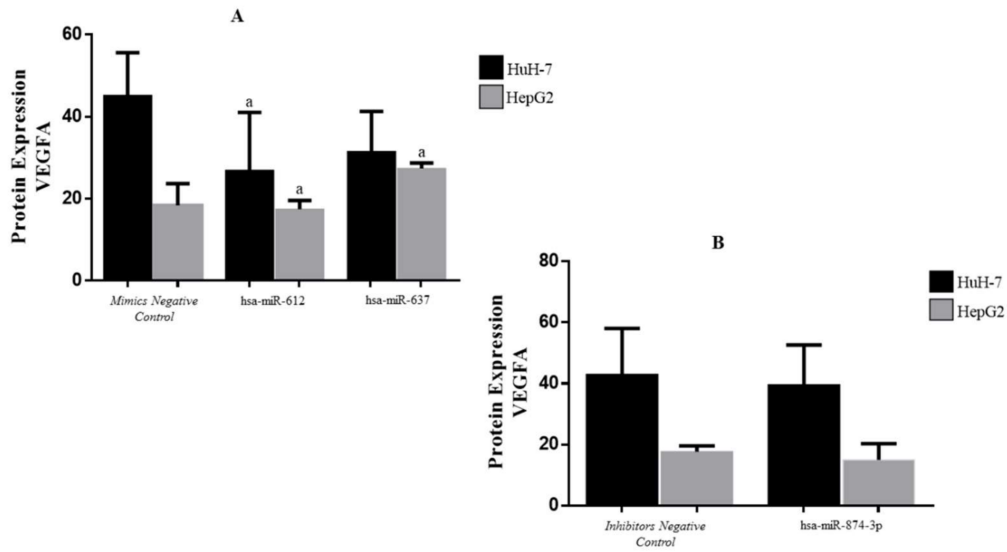 A
Protein Expression
VEGFA
60
40
20
0
a
a
a
HuH-7
HepG2
Mimics Negative
Control
hsa-miR-612
hsa-miR-637
B
Protein Expression
VEGFA
80
60
40
20
0
HuH-7
HepG2
Inhibitors Negative
Control
hsa-miR-874-3p